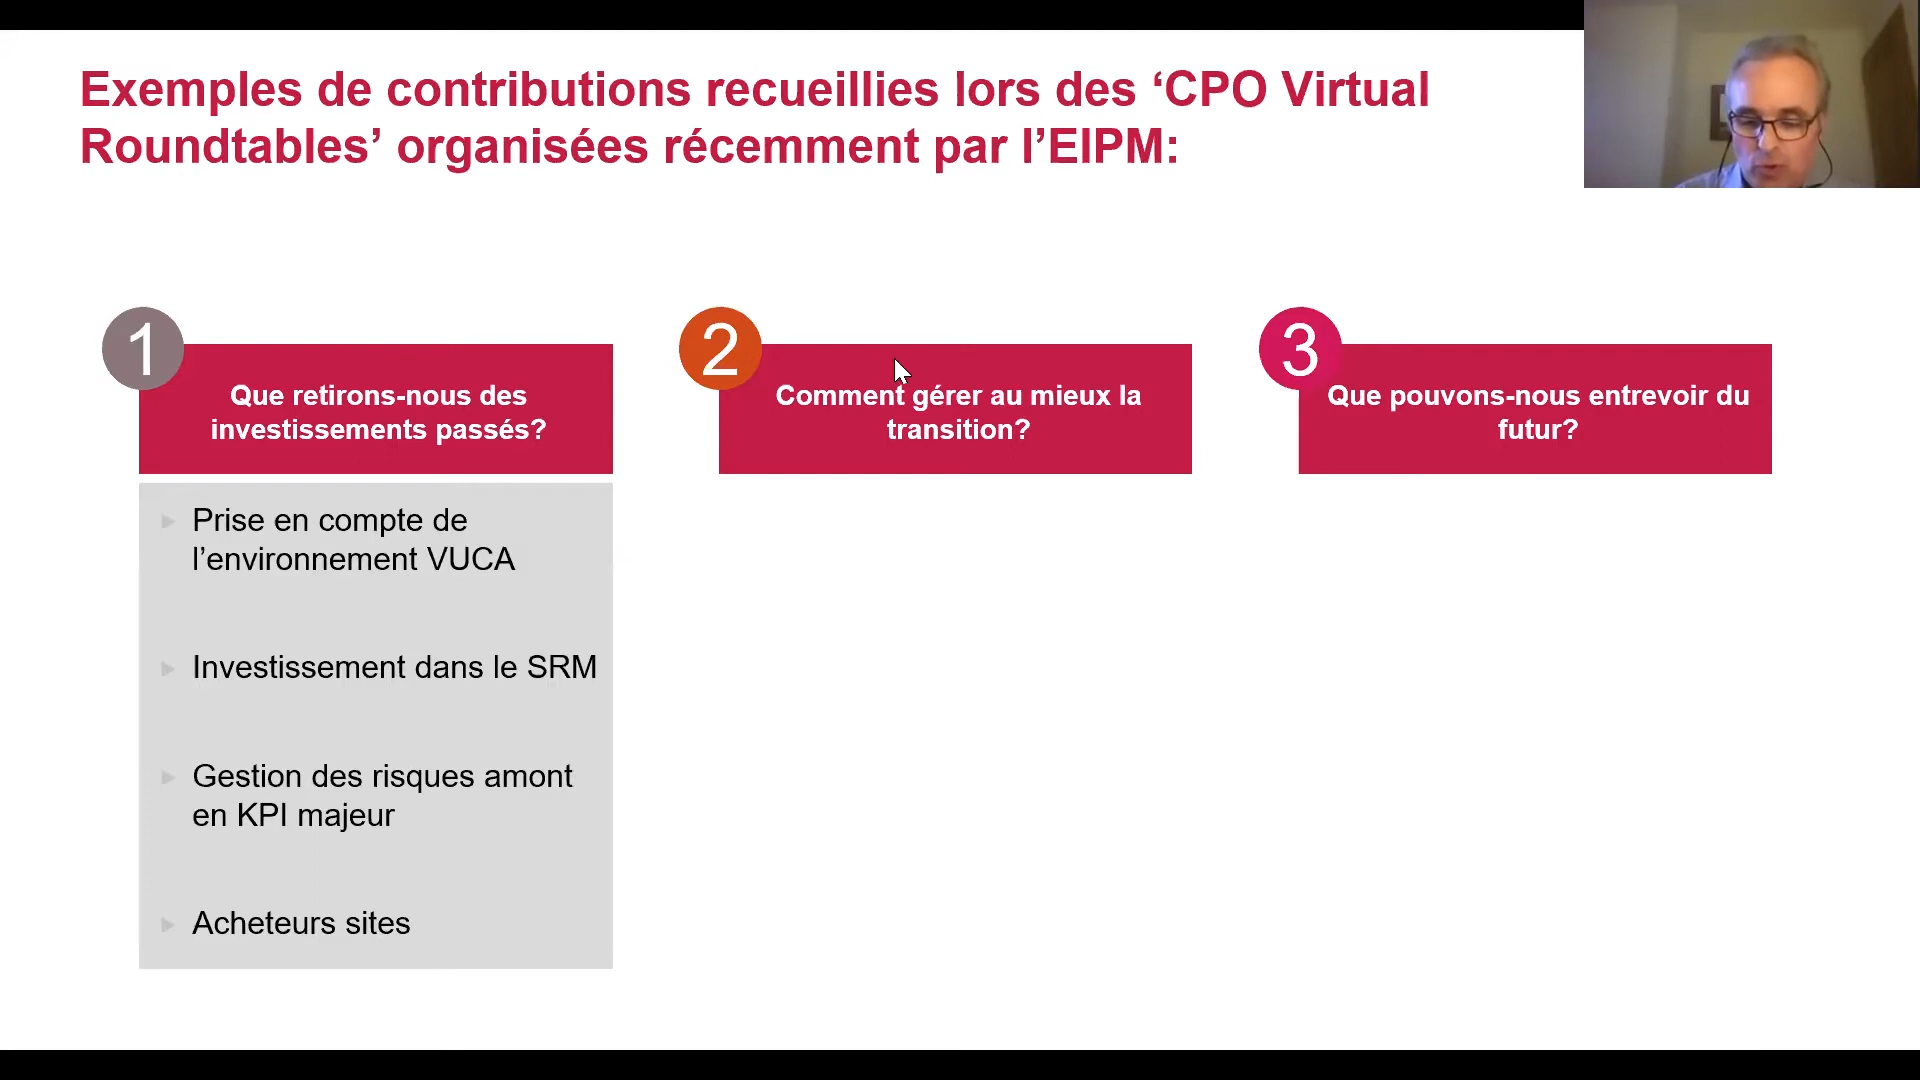 Exemples de contributions recueillies lors des ‘CPO Virtual
Roundtables’ organisées récemment par l’EIPM:
1
Que retirons-nous des
investissements passés?
Prise en compte de
l’environnement VUCA
Investissement dans le SRM
Gestion des risques amont
en KPI majeur
Acheteurs sites
2
Comment gérer au mieux la
transition?
3
Que pouvons-nous entrevoir du
futur?